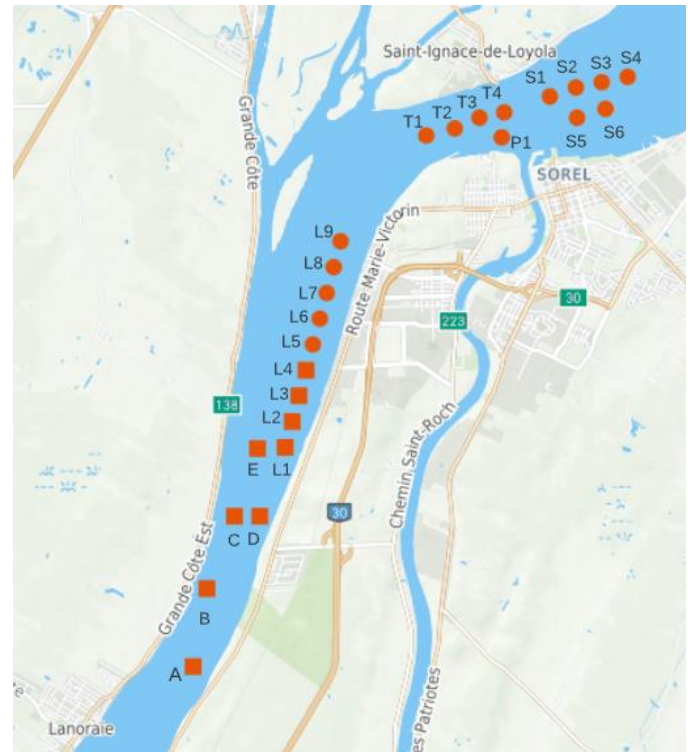 Saint-Ignace-de-Loyola
S4
S3
S2
S1
T4
T3
T2
T1
P1
S6
S5
Grande Côte
SOREL
Route Marie-Victorin
L9
L8
L7
L6
L5
L4
L3
L2
L1
E
30
223
138
Chemin Saint-Roch
30
C
D
Grande Côte Est
B
A
Lanoraie
es Patriotes